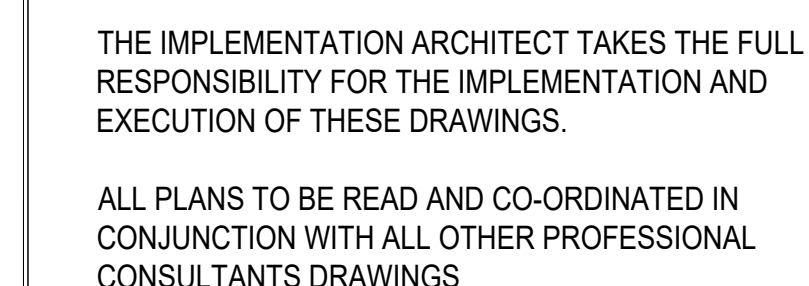 THE IMPLEMENTATION ARCHITECT TAKES THE FULL
RESPONSIBILITY FOR THE IMPLEMENTATION AND
EXECUTION OF THESE DRAWINGS.
ALL PLANS TO BE READ AND CO-ORDINATED IN
CONJUNCTION WITH ALL OTHER PROFESSIONAL
CONSULTANTS DRAWINGS